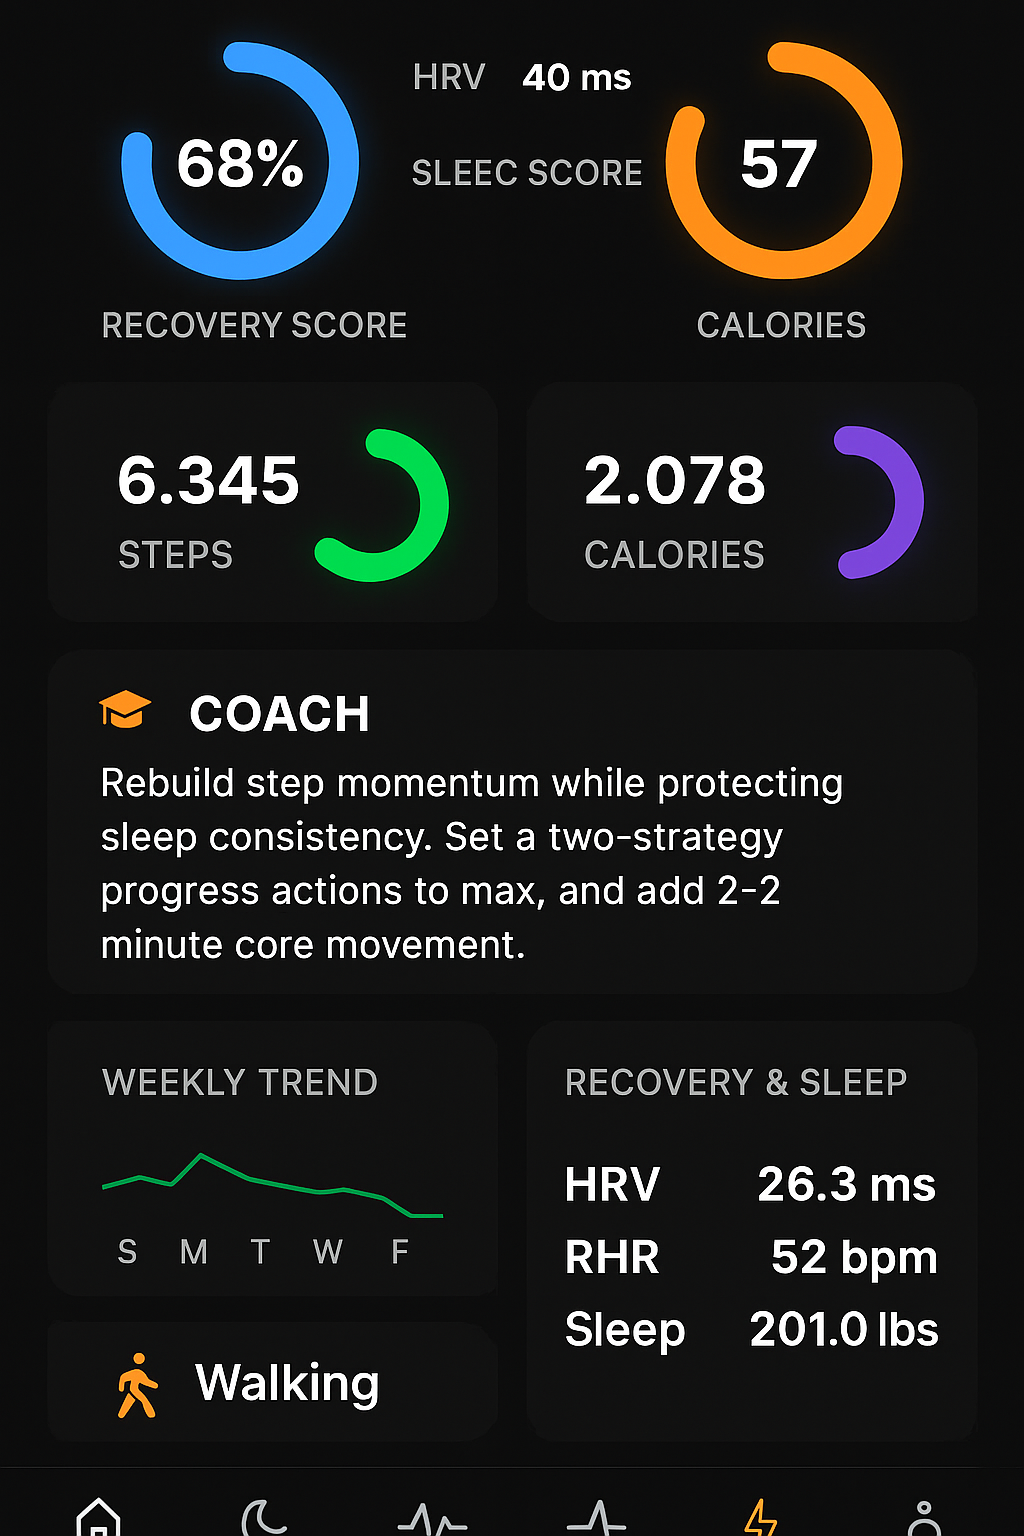 68%
RECOVERY SCORE
HRV 40 ms
SLEEC SCORE
57
CALORIES
6.345
STEPS
2.078
CALORIES
COACH
Rebuild step momentum while protecting
sleep consistency. Set a two-strategy
progress actions to max, and add 2-2
minute core movement.
WEEKLY TREND
S M T W F
Walking
RECOVERY & SLEEP
HRV 26.3 ms
RHR 52 bpm
Sleep 201.0 lbs